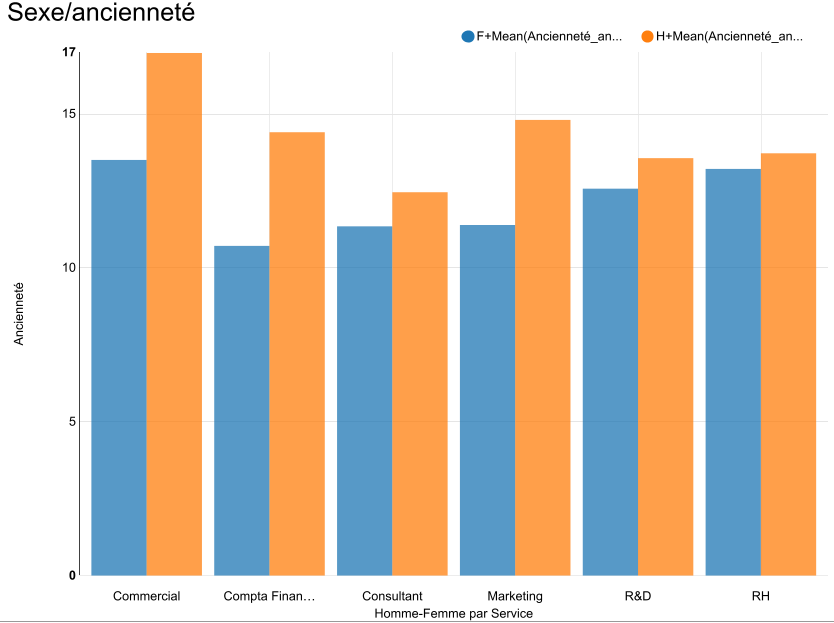 Sexe/ancienneté
F+Mean(Ancienneté_an...
H+Mean(Ancienneté_an...
17
15
10
5
0
Ancienneté
Commercial
Compta Finan…
Consultant
Marketing
R&D
RH
Homme-Femme par Service